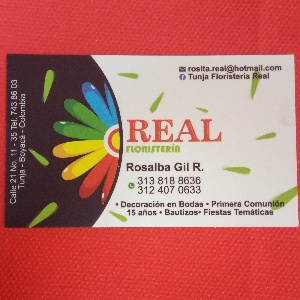 rosita.real@hotmail.com
Tunja Floristeria Real
Calle 21 No. 11 - 35 Tel. 743 86 03
Tunja - Boyacá - Colombia
REAL
FLORISTERÍA
Rosalba Gil R.
313 818 8636
312 407 0633
• Decoración en Bodas • Primera Comunión
15 años • Bautizos• Fiestas Temáticas